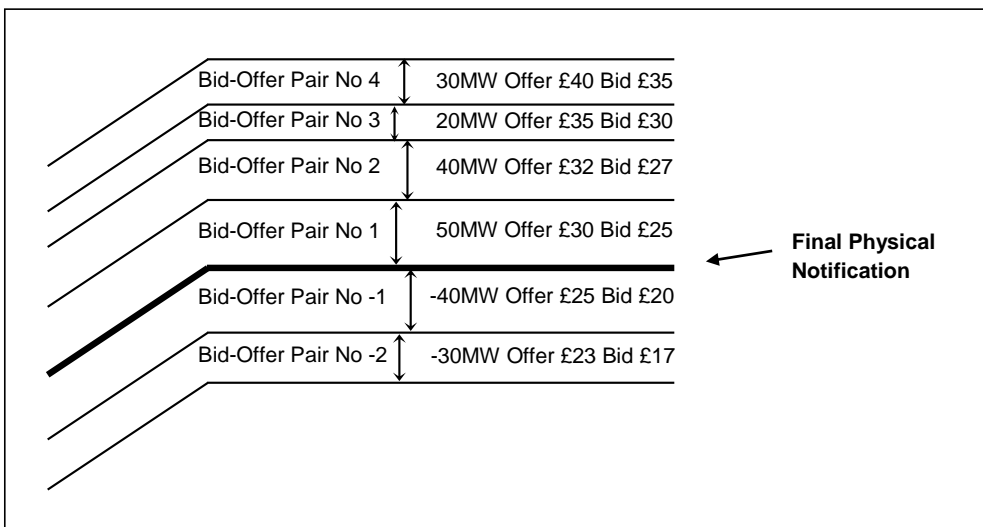 Bid-Offer Pair No 4 30MW Offer £40 Bid £35
Bid-Offer Pair No 3 20MW Offer £35 Bid £30
Bid-Offer Pair No 2 40MW Offer £32 Bid £27
Bid-Offer Pair No 1 50MW Offer £30 Bid £25
Final Physical
Notification
Bid-Offer Pair No -1 -40MW Offer £25 Bid £20
Bid-Offer Pair No -2 -30MW Offer £23 Bid £17